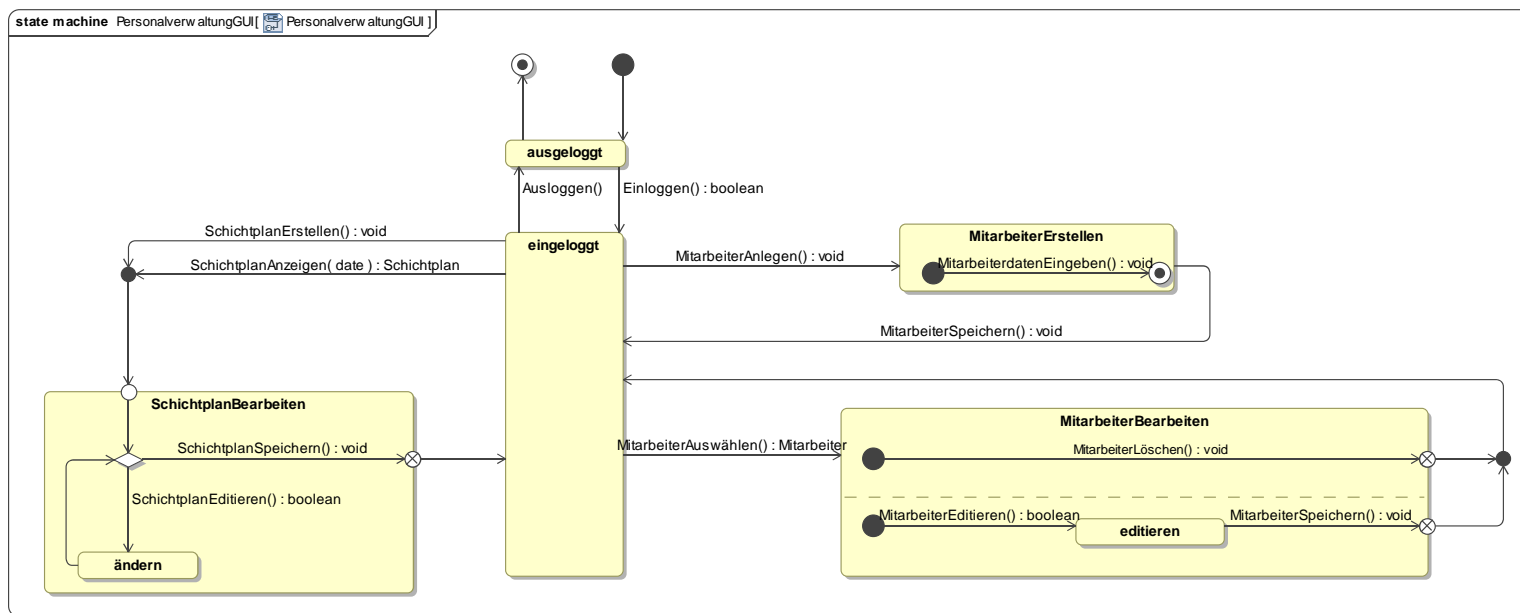 state machine PersonalverwaltungGUI[ PersonalverwaltungGUI ]
ausgeloggt
Ausloggen()
Einloggen() : boolean
SchichtplanErstellen() : void
eingeloggt
MitarbeiterErstellen
SchichtplanAnzeigen( date ) : Schichtplan
MitarbeiterAnlegen() : void
MitarbeiterdatenEingeben() : void
MitarbeiterSpeichern() : void
SchichtplanBearbeiten
MitarbeiterBearbeiten
SchichtplanSpeichern() : void
MitarbeiterAuswählen() : Mitarbeiter
MitarbeiterLöschen() : void
SchichtplanEditieren() : boolean
MitarbeiterEditieren() : boolean
MitarbeiterSpeichern() : void
editieren
ändern